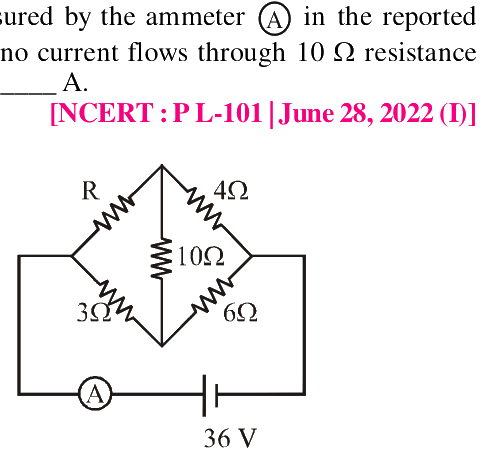 sured by the ammeter Ⓐ in the reported
no current flows through 10 Ω resistance
____ A.
[NCERT : P L-101 | June 28, 2022 (I)]
R
4Ω
10Ω
3Ω
6Ω
A
36 V